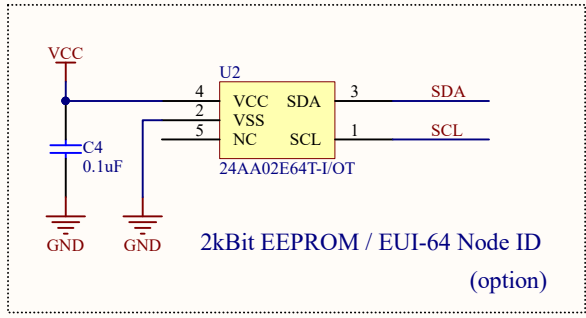 VCC
U2
4 VCC SDA 3 SDA
2 VSS
5 NC SCL 1 SCL
C4
0.1uF
24AA02E64T-I/OT
GND GND
2kBit EEPROM / EUI-64 Node ID
(option)